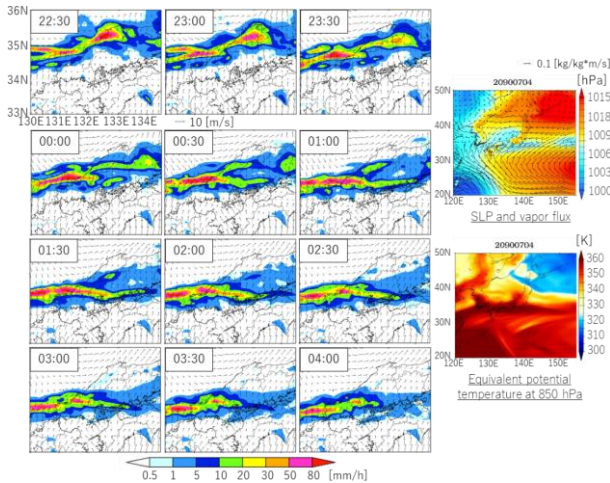 36N
35N
34N
33N
22:30
23:00
23:30
130E 131E 132E 133E 134E
10 [m/s]
00:00
00:30
01:00
01:30
02:00
02:30
03:00
03:30
04:00
0.5 1 5 10 20 30 50 80 [mm/h]
0.1 [kg/kg*m/s]
20900704
[hPa]
50N
40N
30N
20N
120E 130E 140E 150E
1015
1012
1009
1006
1003
1000
SLP and vapor flux
20900704
[K]
50N
40N
30N
20N
120E 130E 140E 150E
360
350
340
330
320
310
300
Equivalent potential
temperature at 850 hPa